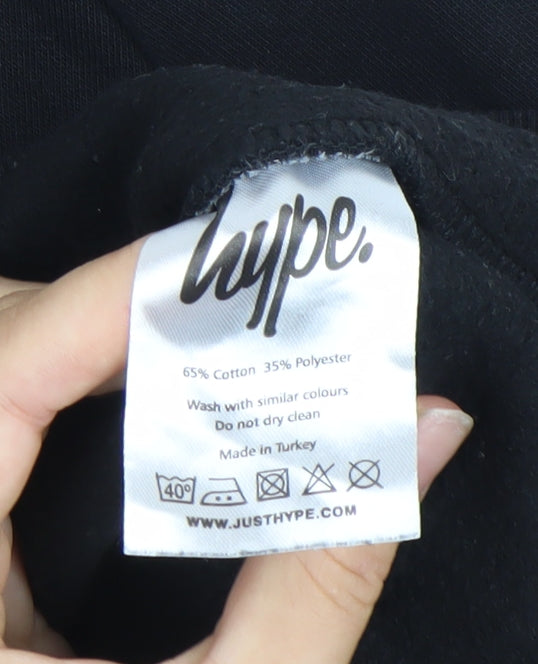 hype.
65% Cotton 35% Polyester
Wash with similar colours
Do not dry clean
Made in Turkey
40°
WWW.JUSTHYPE.COM